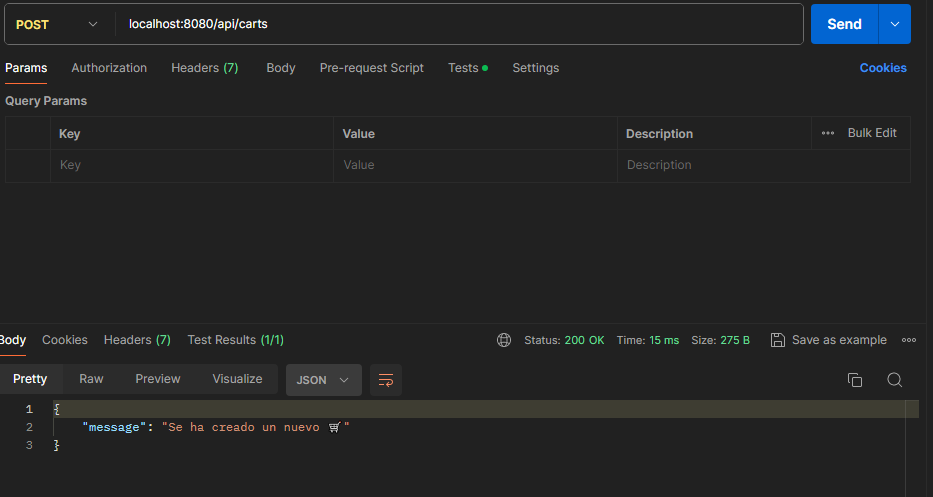 POST localhost:8080/api/carts Send
Params Authorization Headers (7) Body Pre-request Script Tests Settings Cookies
Query Params
Key Value Description Bulk Edit
Key Value Description
Body Cookies Headers (7) Test Results (1/1) Status: 200 OK Time: 15 ms Size: 275 B Save as example
Pretty Raw Preview Visualize JSON
1 {
2 "message": "Se ha creado un nuevo 🛒"
3 }